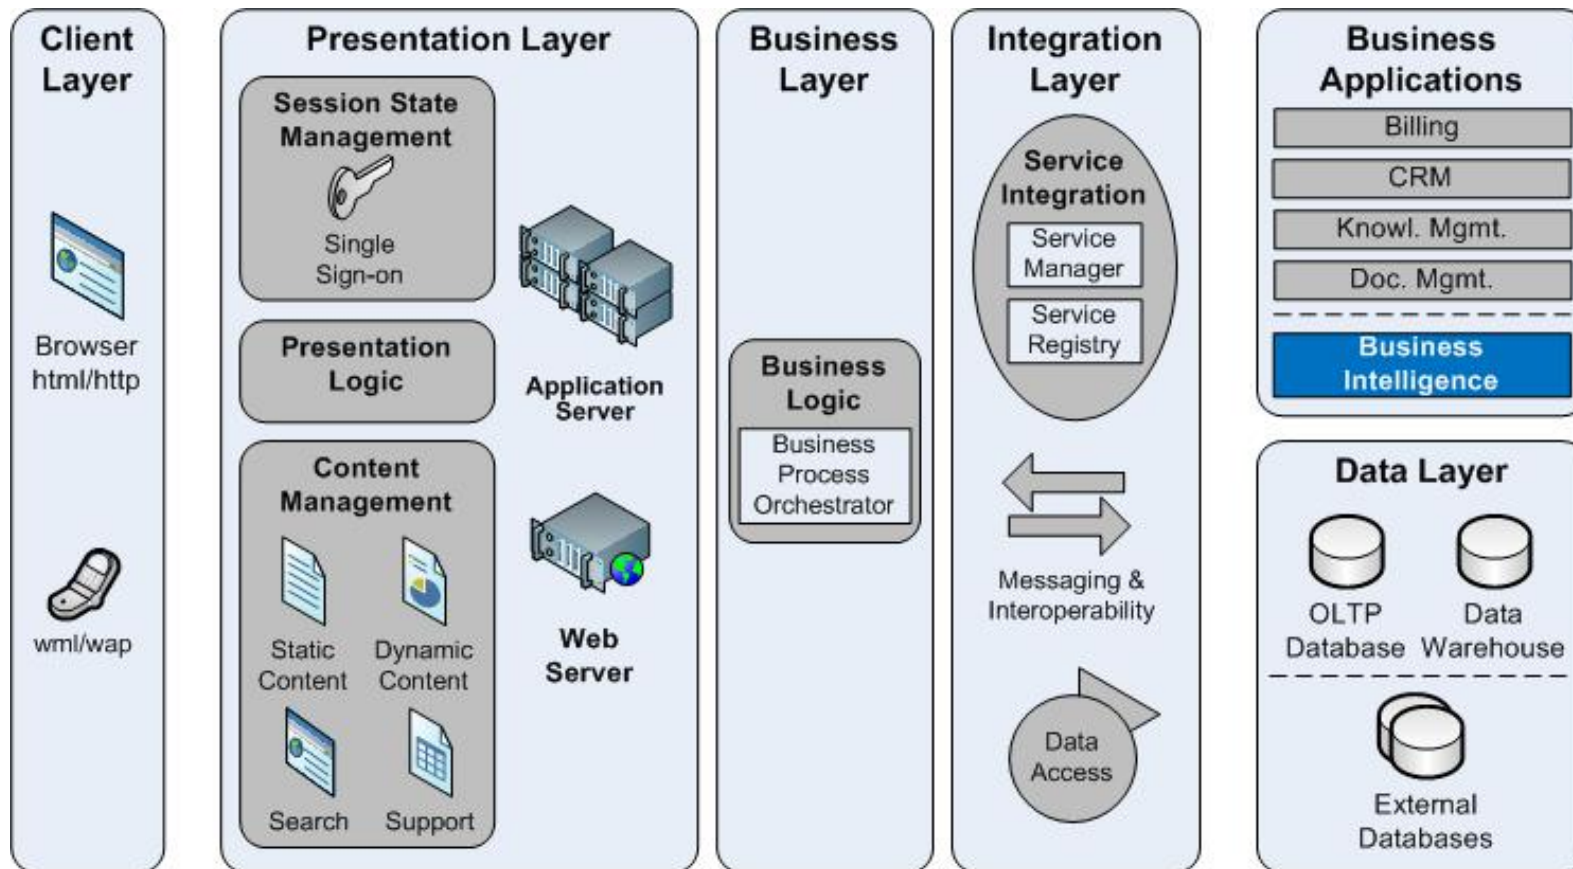 Client
Layer
Browser
html/http
wml/wap
Presentation Layer
Session State
Management
Single
Sign-on
Presentation
Logic
Content
Management
Static
Content
Dynamic
Content
Search
Support
Application
Server
Web
Server
Business
Layer
Business
Logic
Business
Process
Orchestrator
Integration
Layer
Service
Integration
Service
Manager
Service
Registry
Messaging &
Interoperability
Data
Access
Business
Applications
Billing
CRM
Knowl. Mgmt.
Doc. Mgmt.
Business
Intelligence
Data Layer
OLTP
Database
Data
Warehouse
External
Databases